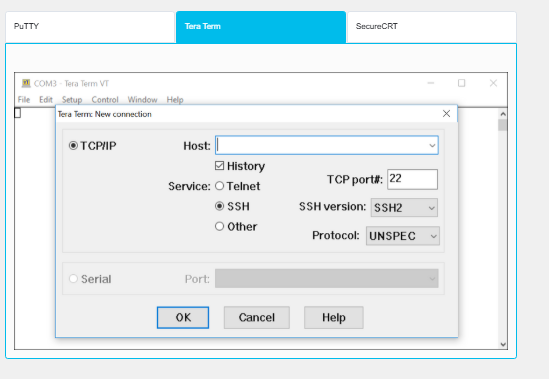 PuTTY Tera Term SecureCRT
COM3 - Tera Term VT
File Edit Setup Control Window Help
Tera Term: New connection
TCP/IP Host:
History
Service: Telnet TCP port#: 22
SSH SSH version: SSH2
Other Protocol: UNSPEC
Serial Port:
OK Cancel Help